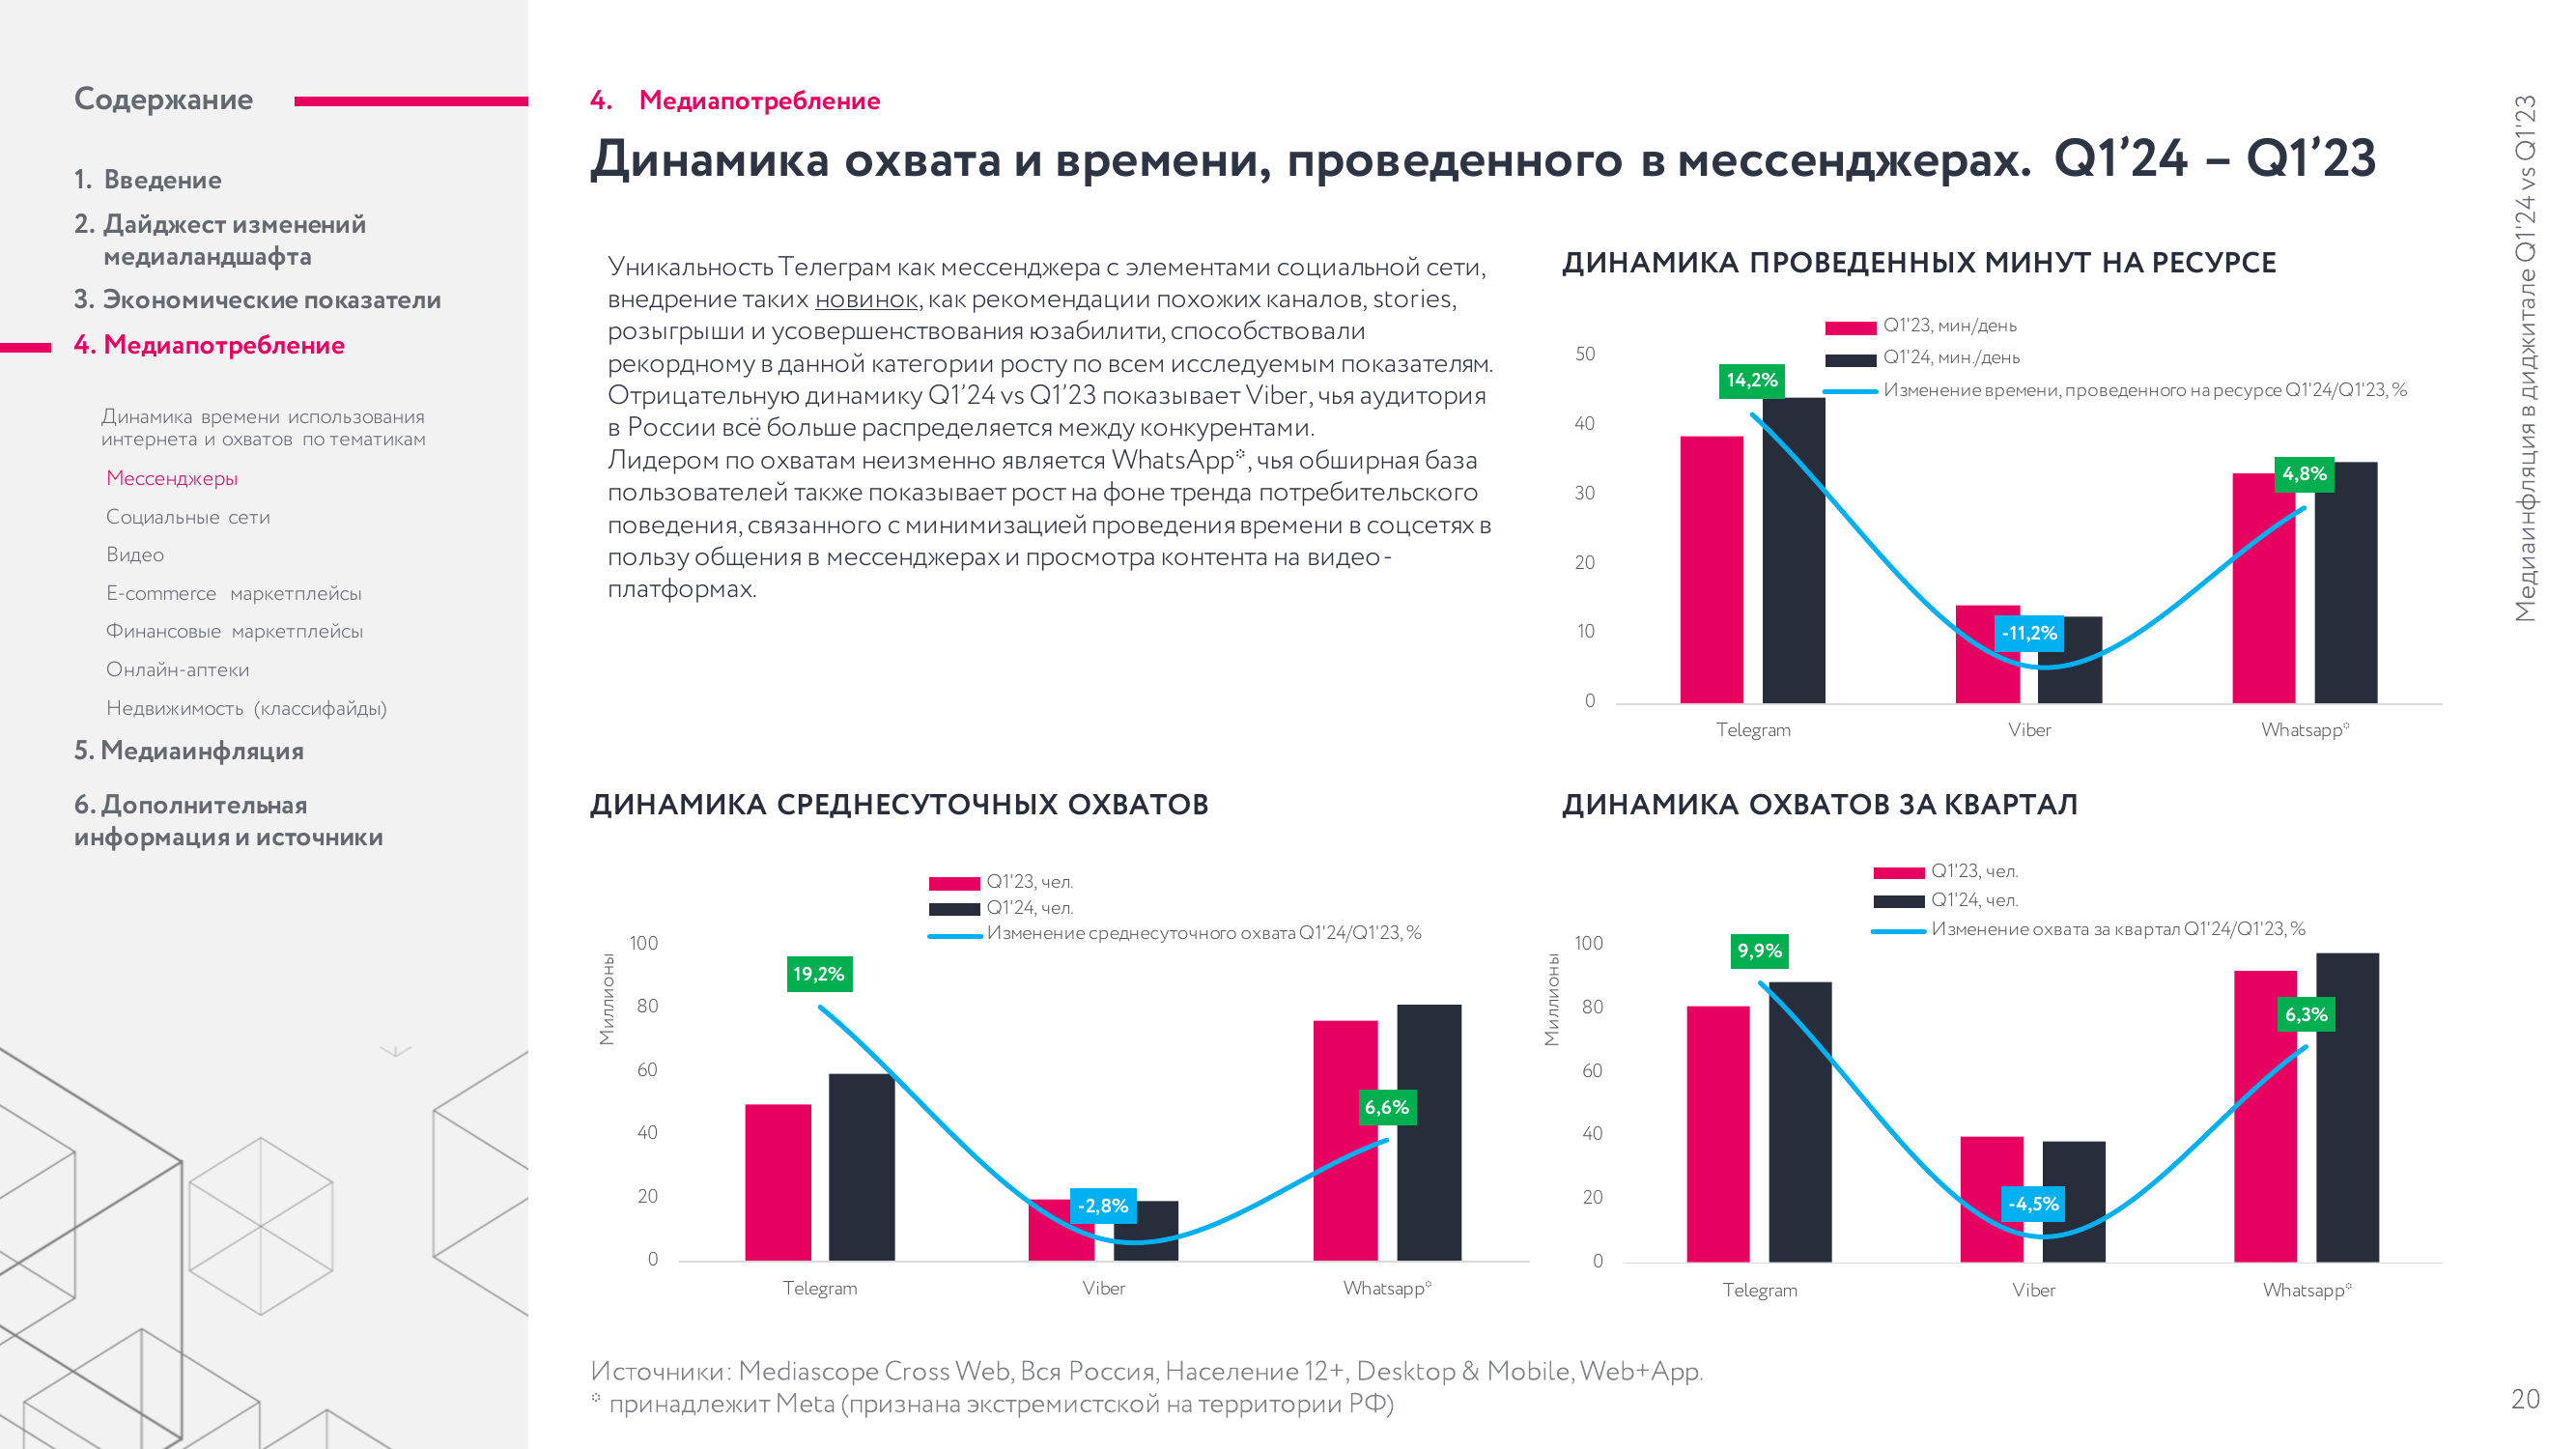 Содержание
1. Введение
2. Дайджест изменений
медиаландшафта
3. Экономические показатели
4. Медиапотребление
Динамика времени использования
интернета и охватов по тематикам
Мессенджеры
Социальные сети
Видео
E-commerce маркетплейсы
Финансовые маркетплейсы
Онлайн-аптеки
Недвижимость (классифайды)
5. Медиаинфляция
6. Дополнительная
информация и источники
4. Медиапотребление
Динамика охвата и времени, проведенного в мессенджерах. Q1’24 – Q1’23
Уникальность Телеграм как мессенджера с элементами социальной сети,
внедрение таких новинок, как рекомендации похожих каналов, stories,
розыгрыши и усовершенствования юзабилити, способствовали
рекордному в данной категории росту по всем исследуемым показателям.
Отрицательную динамику Q1’24 vs Q1’23 показывает Viber, чья аудитория
в России всё больше распределяется между конкурентами.
Лидером по охватам неизменно является WhatsApp*, чья обширная база
пользователей также показывает рост на фоне тренда потребительского
поведения, связанного с минимизацией проведения времени в соцсетях в
пользу общения в мессенджерах и просмотра контента на видео-
платформах.
ДИНАМИКА ПРОВЕДЕННЫХ МИНУТ НА РЕСУРСЕ
Q1'23, мин/день
Q1'24, мин./день
Изменение времени, проведенного на ресурсе Q1'24/Q1'23, %
50
40
30
20
10
0
14,2%
-11,2%
4,8%
Telegram
Viber
Whatsapp*
ДИНАМИКА СРЕДНЕСУТОЧНЫХ ОХВАТОВ
Q1'23, чел.
Q1'24, чел.
Изменение среднесуточного охвата Q1'24/Q1'23, %
Миллионы
100
80
60
40
20
0
19,2%
-2,8%
6,6%
Telegram
Viber
Whatsapp*
ДИНАМИКА ОХВАТОВ ЗА КВАРТАЛ
Q1'23, чел.
Q1'24, чел.
Изменение охвата за квартал Q1'24/Q1'23, %
Миллионы
100
80
60
40
20
0
9,9%
-4,5%
6,3%
Telegram
Viber
Whatsapp*
Источники: Mediascope Cross Web, Вся Россия, Население 12+, Desktop & Mobile, Web+App.
* принадлежит Meta (признана экстремистской на территории РФ)
Медиаинфляция в диджитале Q1'24 vs Q1'23
20